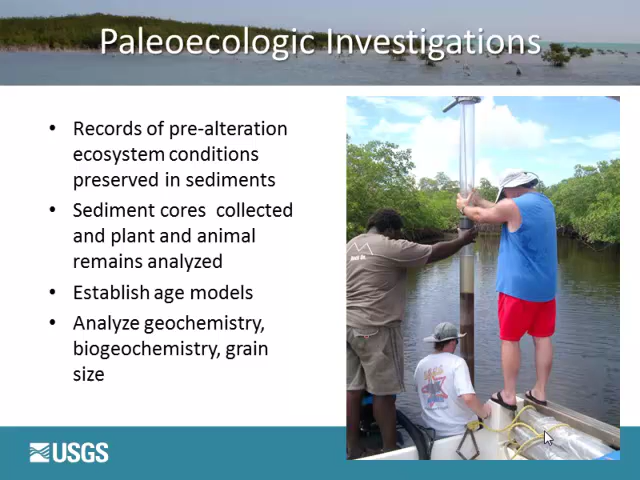 Paleoecologic Investigations
• Records of pre-alteration
ecosystem conditions
preserved in sediments
• Sediment cores  collected
and plant and animal
remains analyzed
• Establish age models
• Analyze geochemistry,
biogeochemistry, grain
size
USGS